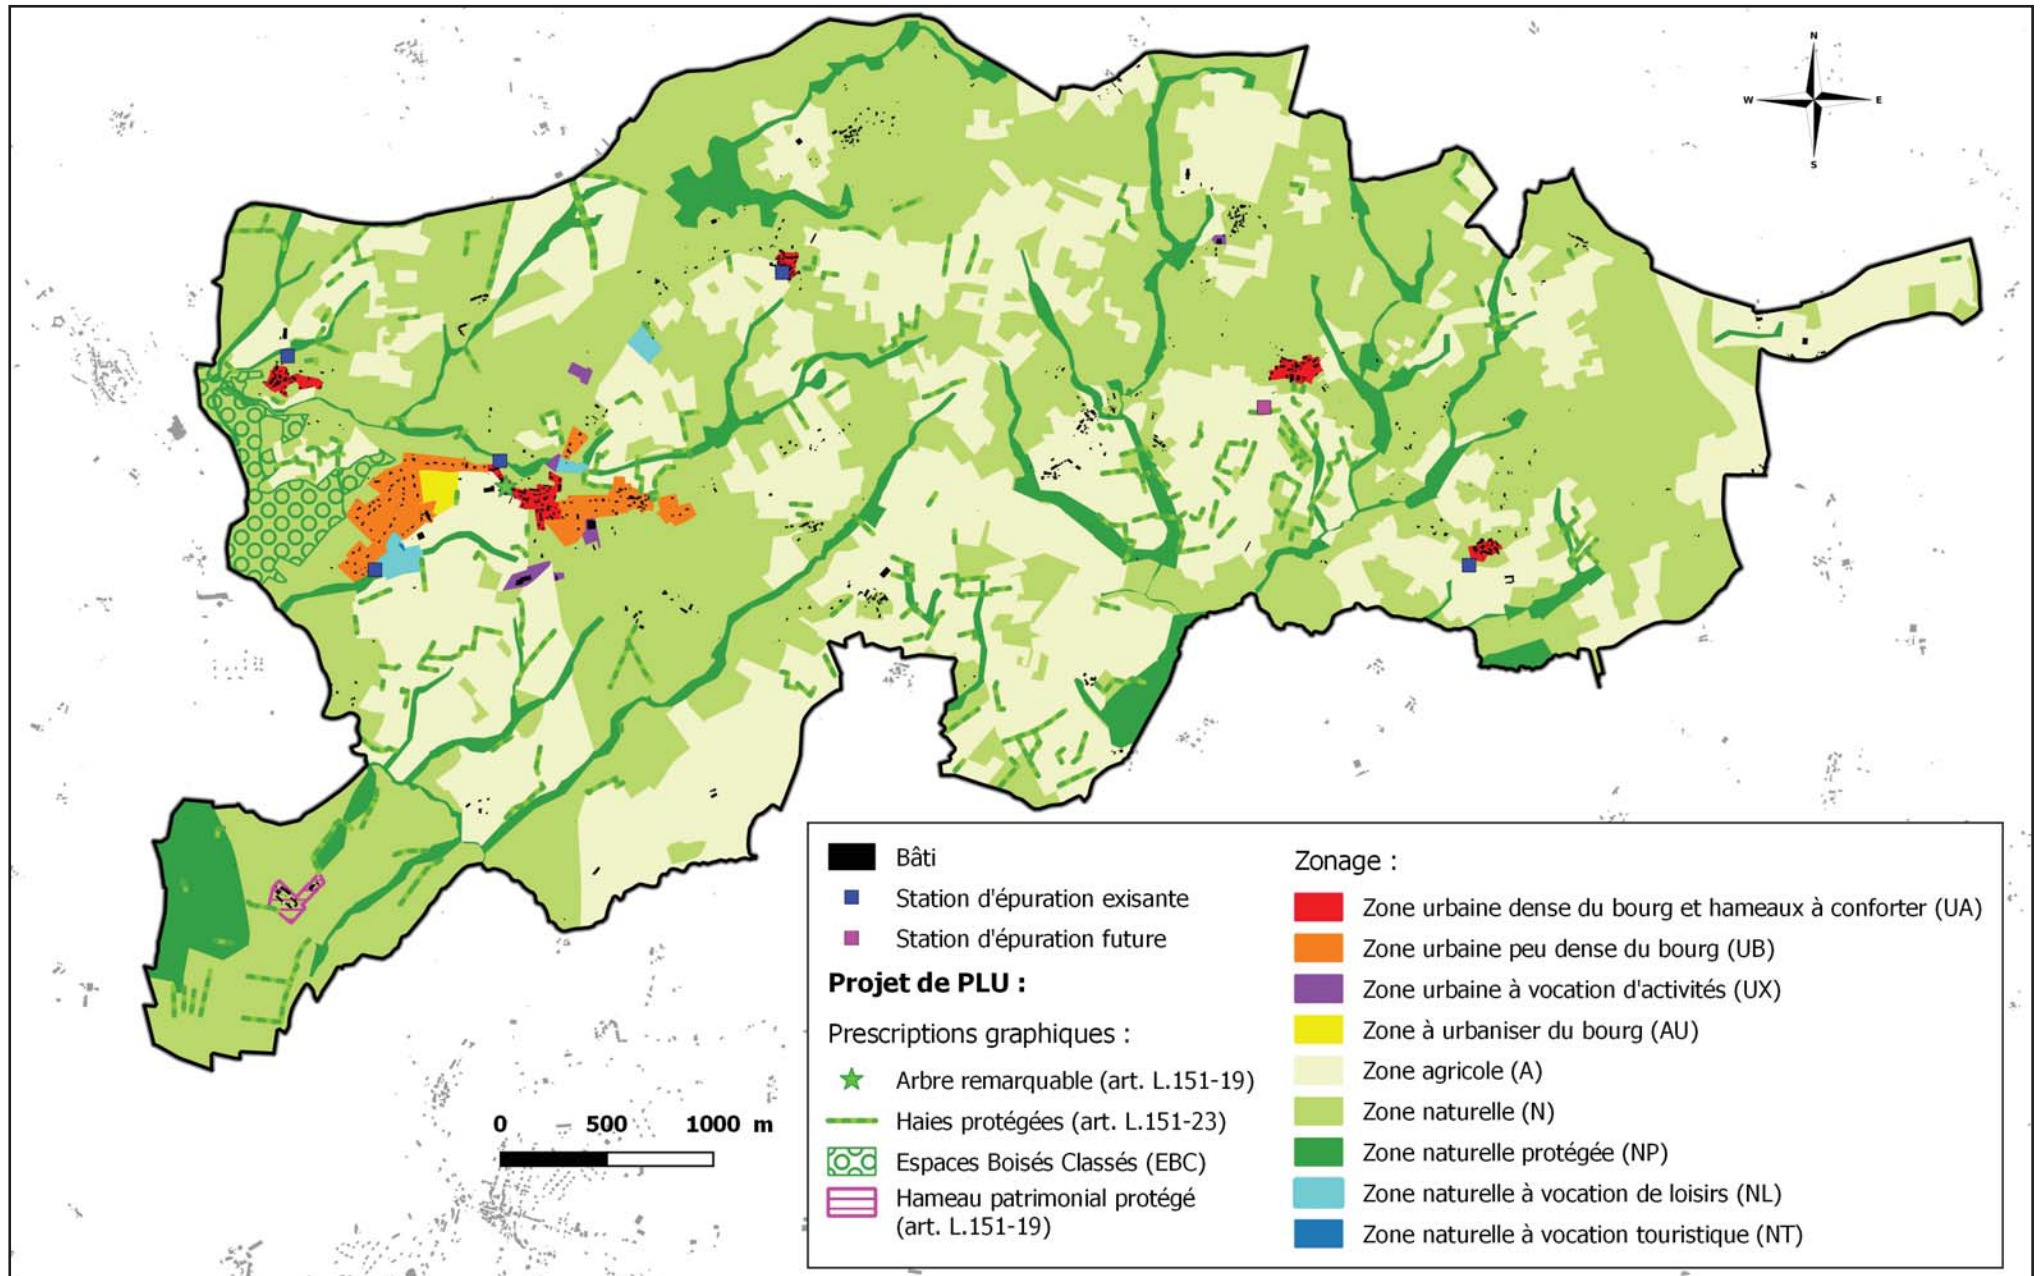 N
W E
S
Bâti
Station d'épuration exisante
Station d'épuration future
Projet de PLU :
Prescriptions graphiques :
Arbre remarquable (art. L.151-19)
Haies protégées (art. L.151-23)
Espaces Boisés Classés (EBC)
Hameau patrimonial protégé
(art. L.151-19)
Zonage :
Zone urbaine dense du bourg et hameaux à conforter (UA)
Zone urbaine peu dense du bourg (UB)
Zone urbaine à vocation d'activités (UX)
Zone à urbaniser du bourg (AU)
Zone agricole (A)
Zone naturelle (N)
Zone naturelle protégée (NP)
Zone naturelle à vocation de loisirs (NL)
Zone naturelle à vocation touristique (NT)
0 500 1000 m